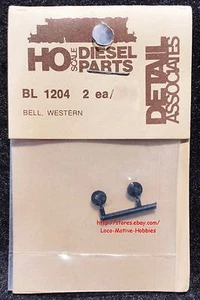 HO SCALE DIESEL PARTS
DETAIL ASSOCIATES
BL 1204 2 ea/
BELL, WESTERN
http://stores.ebay.com/
Loco-Motive-Hobbies